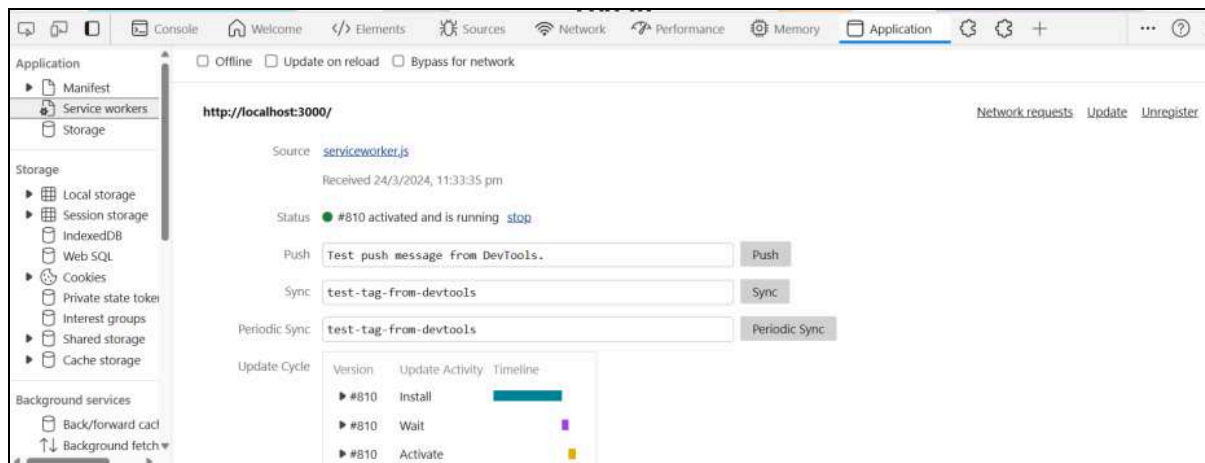 Console Welcome Elements Sources Network Performance Memory Application
Application
Manifest
Service workers
Storage
Storage
Local storage
Session storage
IndexedDB
Web SQL
Cookies
Private state token
Interest groups
Shared storage
Cache storage
Background services
Back/forward cach
Background fetch
Offline Update on reload Bypass for network
http://localhost:3000/ Network requests Update Unregister
Source serviceworker.js
Received 24/3/2024, 11:33:35 pm
Status #810 activated and is running stop
Push Test push message from DevTools. Push
Sync test-tag-from-devtools Sync
Periodic Sync test-tag-from-devtools Periodic Sync
Update Cycle Version Update Activity Timeline
#810 Install
#810 Wait
#810 Activate